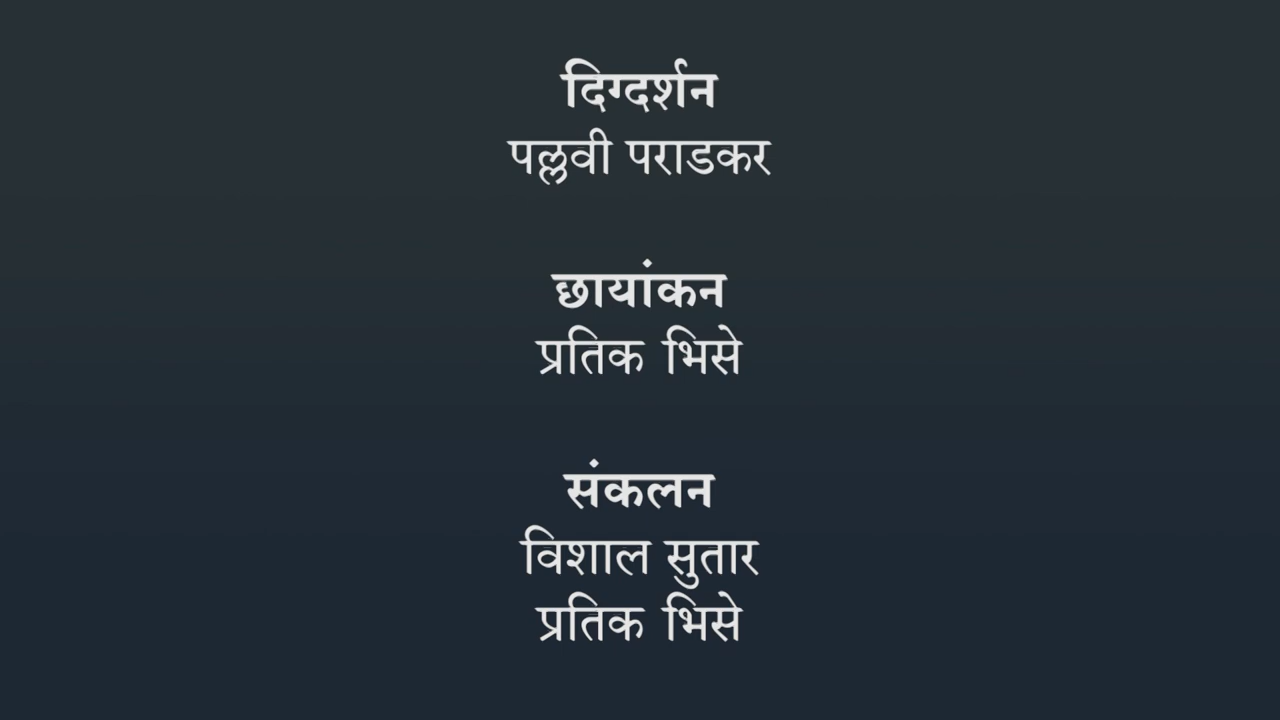 दिग्दर्शन
पल्लवी पराडकर
छायांकन
प्रतिक भिसे
संकलन
विशाल सुतार
प्रतिक भिसे